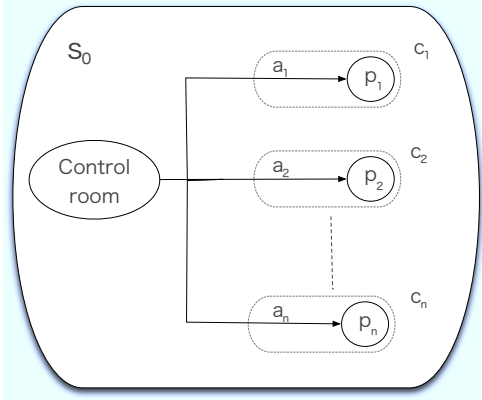 S₀
c₁
a₁
p₁
Control
room
c₂
a₂
p₂
cₙ
aₙ
pₙ